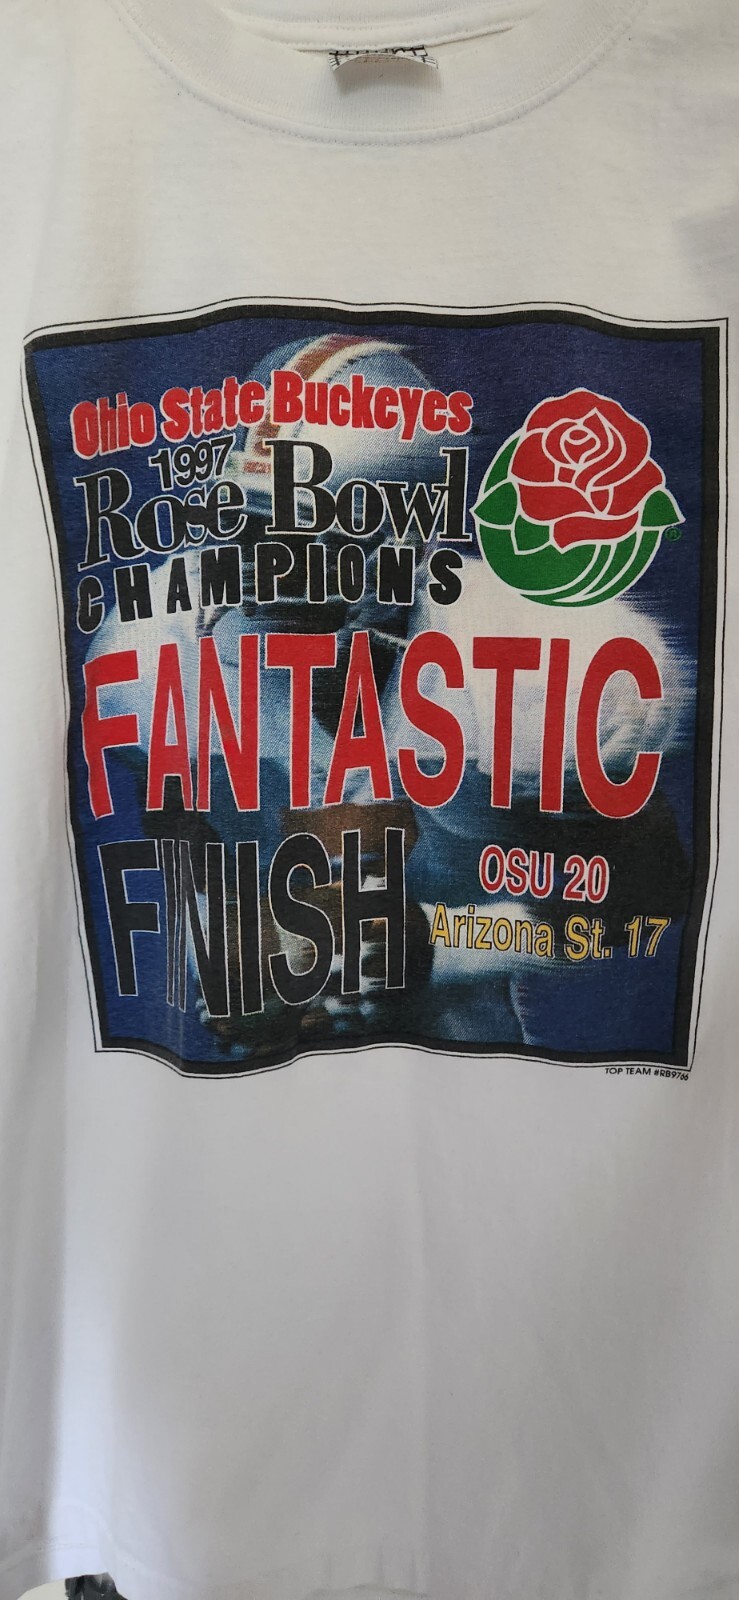 Ohio State Buckeyes
1997
Rose Bowl
CHAMPIONS
FANTASTIC
FINISH
OSU 20
Arizona St. 17
®
TOP TEAM #RB9766